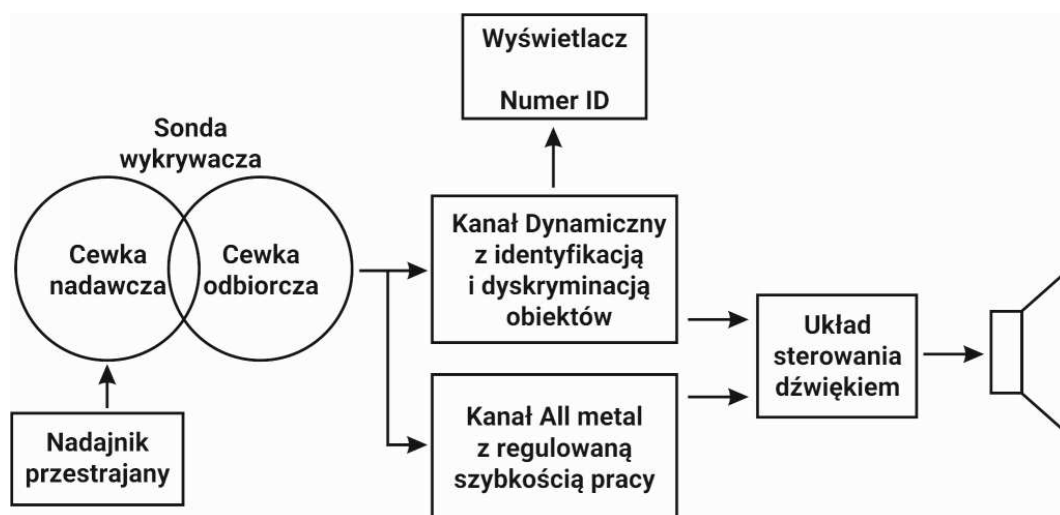 Wyświetlacz
Numer ID
Sonda
wykrywacza
Cewka
nadawcza
Cewka
odbiorcza
Kanał Dynamiczny
z identyfikacją
i dyskryminacją
obiektów
Układ
sterowania
dźwiękiem
Nadajnik
przestrajany
Kanał All metal
z regulowaną
szybkością pracy